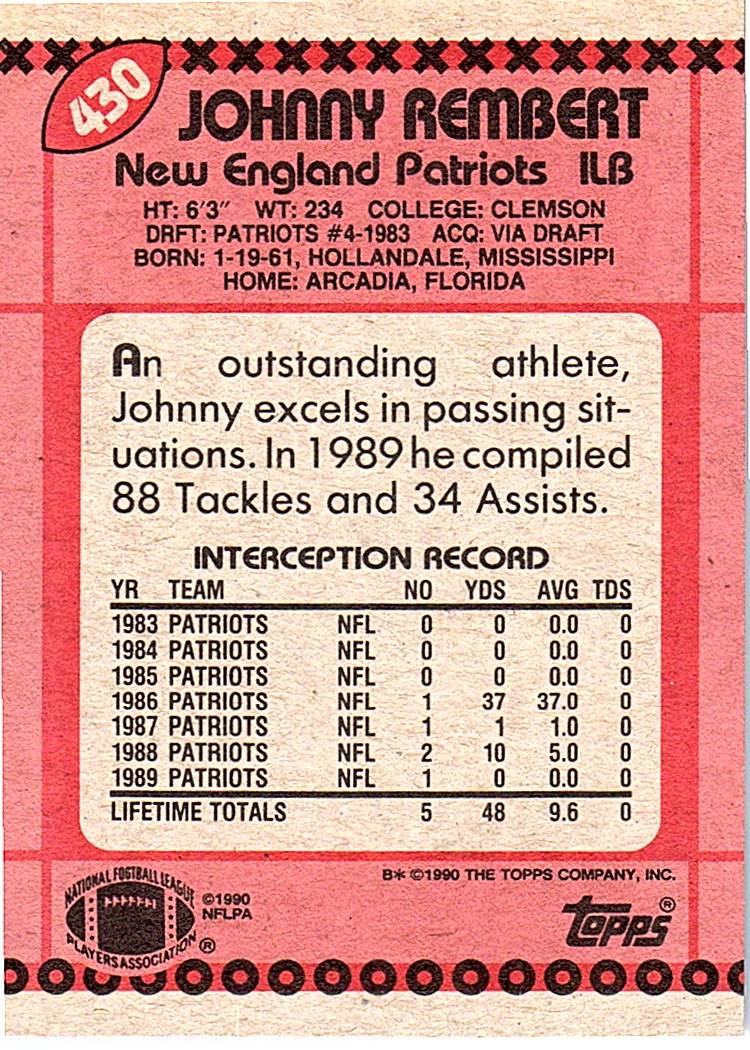 430
JOHNNY REMBERT
New England Patriots ILB
HT: 6'3" WT: 234 COLLEGE: CLEMSON
DRFT: PATRIOTS #4-1983 ACQ: VIA DRAFT
BORN: 1-19-61, HOLLANDALE, MISSISSIPPI
HOME: ARCADIA, FLORIDA
An outstanding athlete,
Johnny excels in passing sit-
uations. In 1989 he compiled
88 Tackles and 34 Assists.
INTERCEPTION RECORD
YR TEAM NO YDS AVG TDS
1983 PATRIOTS NFL 0 0 0.0 0
1984 PATRIOTS NFL 0 0 0.0 0
1985 PATRIOTS NFL 0 0 0.0 0
1986 PATRIOTS NFL 1 37 37.0 0
1987 PATRIOTS NFL 1 1 1.0 0
1988 PATRIOTS NFL 2 10 5.0 0
1989 PATRIOTS NFL 1 0 0.0 0
LIFETIME TOTALS 5 48 9.6 0
B* ©1990 THE TOPPS COMPANY, INC.
NATIONAL FOOTBALL LEAGUE
PLAYERS ASSOCIATION ®
©1990
NFLPA
topps ®